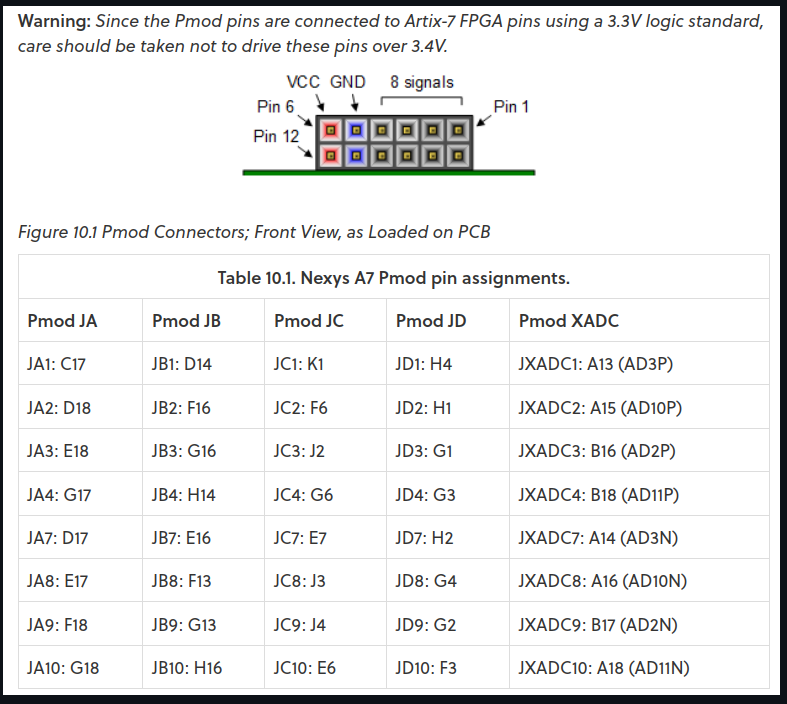 Warning: Since the Pmod pins are connected to Artix-7 FPGA pins using a 3.3V logic standard,
care should be taken not to drive these pins over 3.4V.
VCC GND 8 signals
Pin 6 Pin 1
Pin 12
Figure 10.1 Pmod Connectors; Front View, as Loaded on PCB
Table 10.1. Nexys A7 Pmod pin assignments.
Pmod JA Pmod JB Pmod JC Pmod JD Pmod XADC
JA1: C17 JB1: D14 JC1: K1 JD1: H4 JXADC1: A13 (AD3P)
JA2: D18 JB2: F16 JC2: F6 JD2: H1 JXADC2: A15 (AD10P)
JA3: E18 JB3: G16 JC3: J2 JD3: G1 JXADC3: B16 (AD2P)
JA4: G17 JB4: H14 JC4: G6 JD4: G3 JXADC4: B18 (AD11P)
JA7: D17 JB7: E16 JC7: E7 JD7: H2 JXADC7: A14 (AD3N)
JA8: E17 JB8: F13 JC8: J3 JD8: G4 JXADC8: A16 (AD10N)
JA9: F18 JB9: G13 JC9: J4 JD9: G2 JXADC9: B17 (AD2N)
JA10: G18 JB10: H16 JC10: E6 JD10: F3 JXADC10: A18 (AD11N)